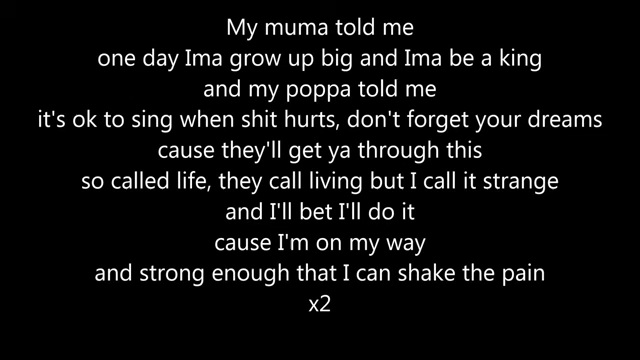 My muma told me
one day Ima grow up big and Ima be a king
and my poppa told me
it's ok to sing when shit hurts, don't forget your dreams
cause they'll get ya through this
so called life, they call living but I call it strange
and I'll bet I'll do it
cause I'm on my way
and strong enough that I can shake the pain
x2